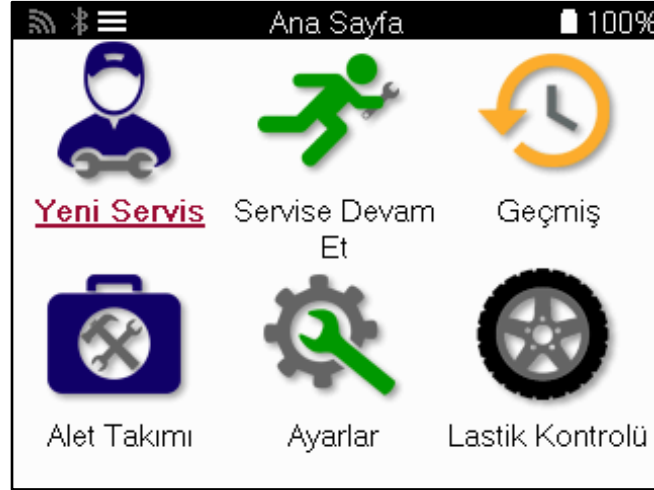 Ana Sayfa
100%
Yeni Servis
Servise Devam
Et
Geçmiş
Alet Takımı
Ayarlar
Lastik Kontrolü